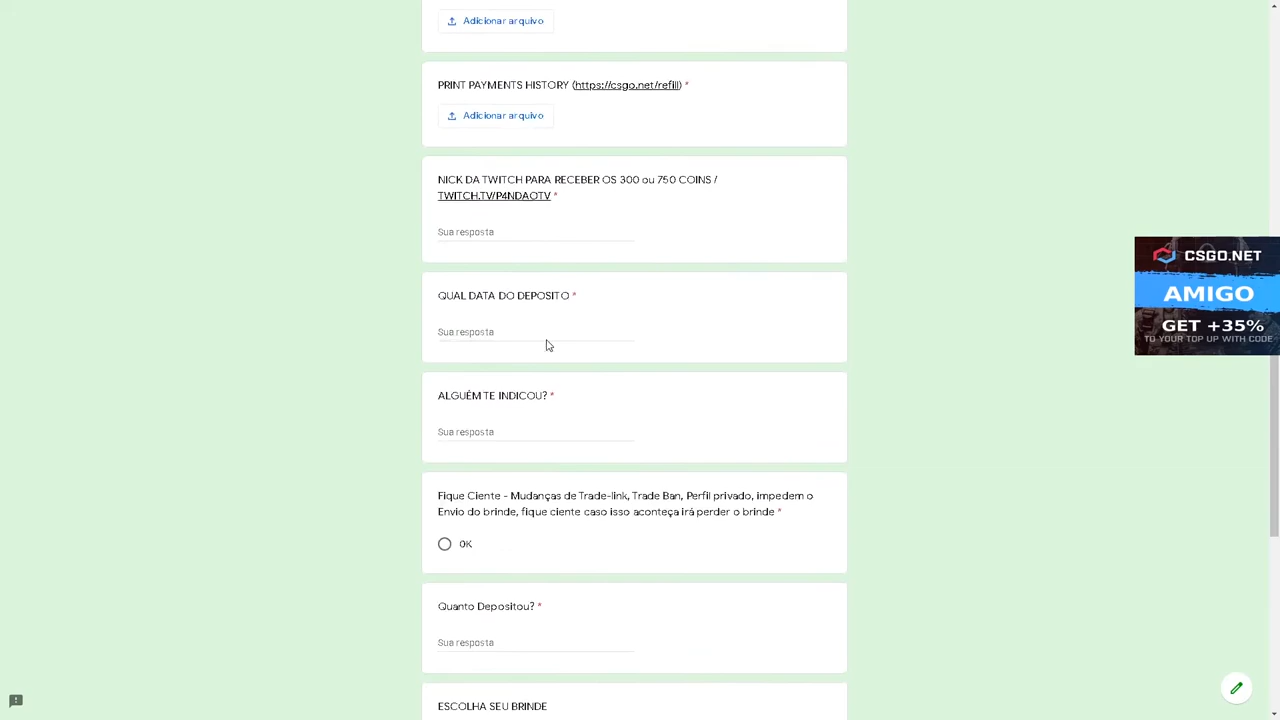 Adicionar arquivo
PRINT PAYMENTS HISTORY (https://csgo.net/refill) *
Adicionar arquivo
NICK DA TWITCH PARA RECEBER OS 300 ou 750 COINS /
TWITCH.TV/P4NDAOTV *
Sua resposta
QUAL DATA DO DEPOSITO *
Sua resposta
ALGUÉM TE INDICOU? *
Sua resposta
Fique Ciente - Mudanças de Trade-link, Trade Ban, Perfil privado, impedem o
Envio do brinde, fique ciente caso isso aconteça irá perder o brinde *
OK
Quanto Depositou? *
Sua resposta
ESCOLHA SEU BRINDE
CSGO.NET
AMIGO
GET +35%
TO YOUR TOP UP WITH CODE